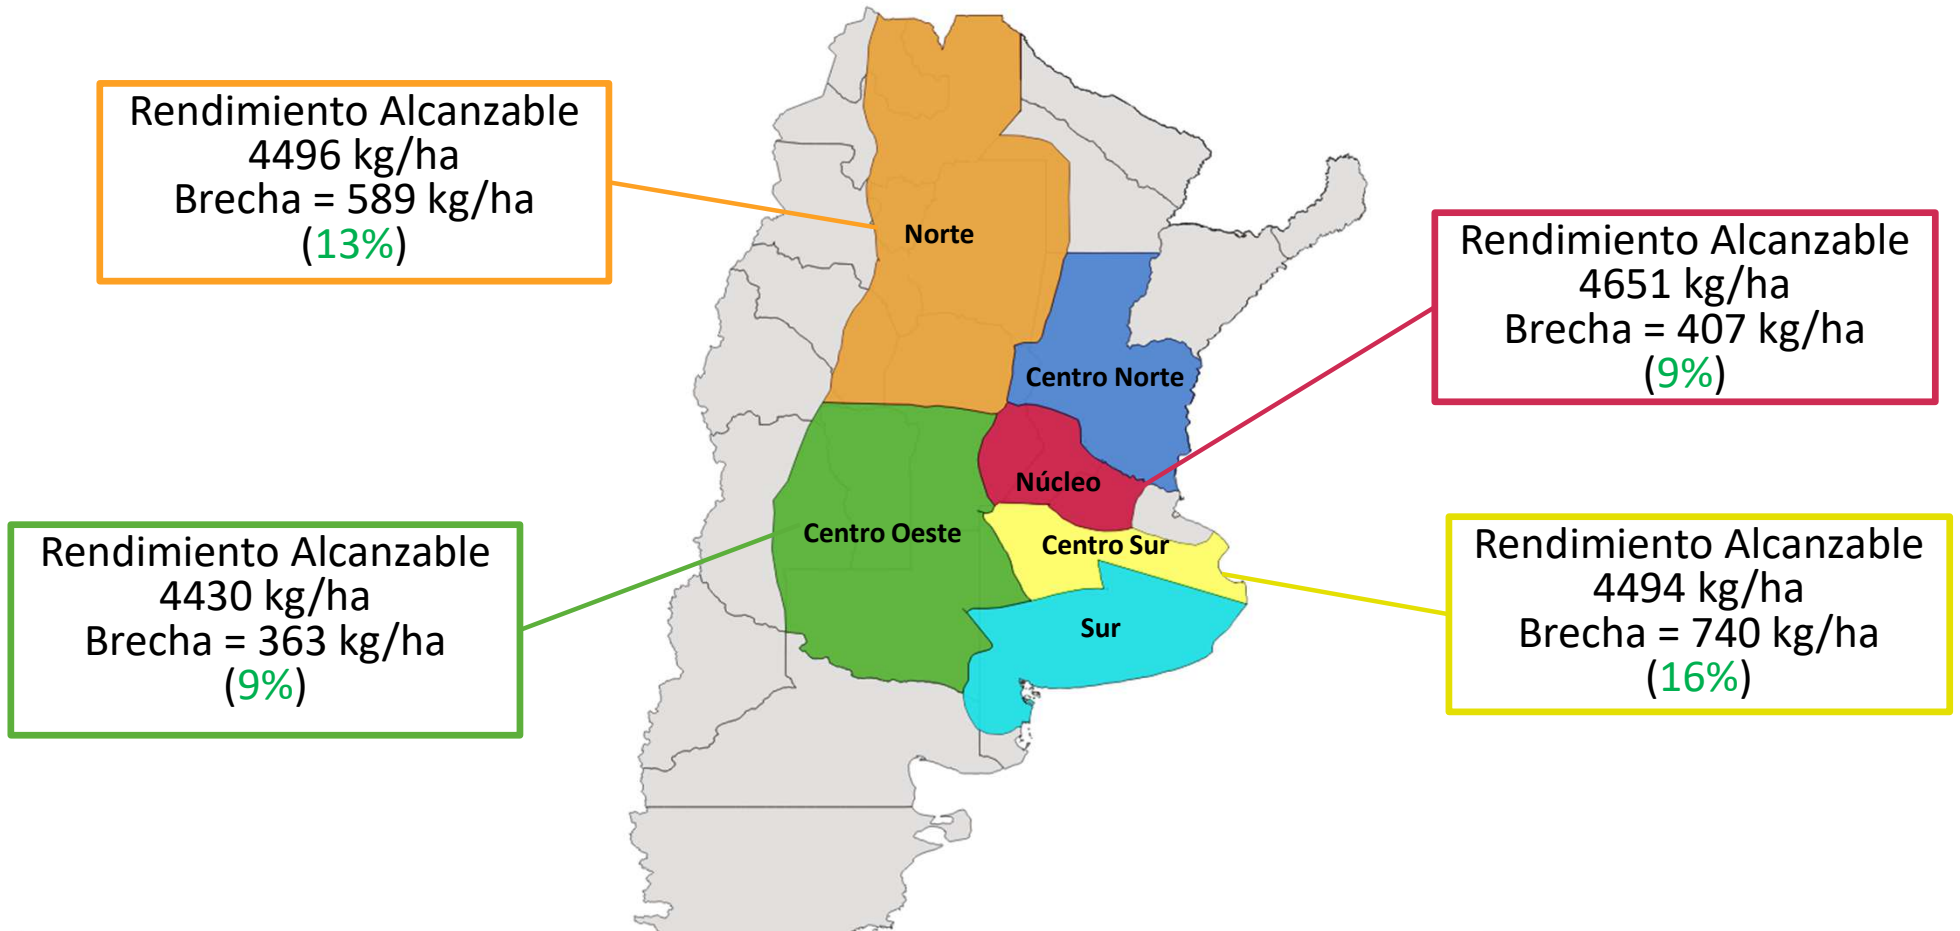 Rendimiento Alcanzable
4496 kg/ha
Brecha = 589 kg/ha
(13%)
Norte
Rendimiento Alcanzable
4651 kg/ha
Brecha = 407 kg/ha
(9%)
Centro Norte
Núcleo
Centro Oeste
Centro Sur
Sur
Rendimiento Alcanzable
4430 kg/ha
Brecha = 363 kg/ha
(9%)
Rendimiento Alcanzable
4494 kg/ha
Brecha = 740 kg/ha
(16%)